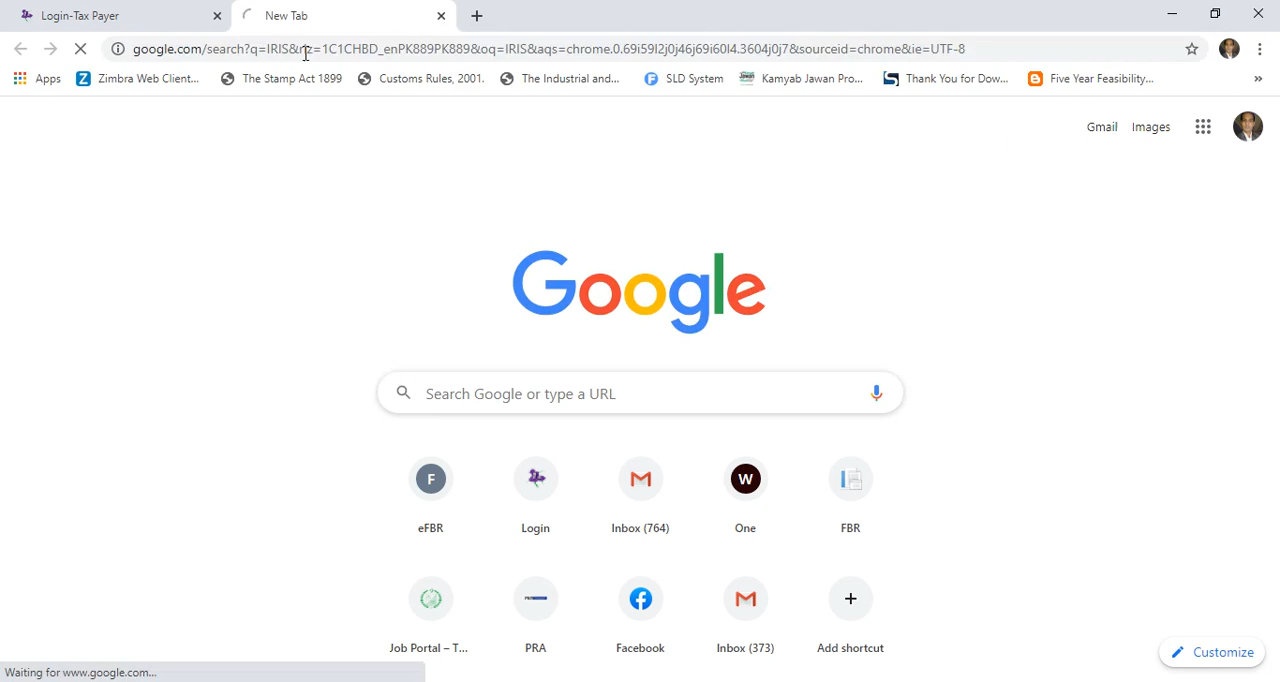 Login-Tax Payer
New Tab
google.com/search?q=IRIS&rlz=1C1CHBD_enPK889PK889&oq=IRIS&aqs=chrome.0.69i59l2j0j46j69i60l4.3604j0j7&sourceid=chrome&ie=UTF-8
Apps Zimbra Web Client... The Stamp Act 1899 Customs Rules, 2001. The Industrial and... SLD System Kamyab Jawan Pro... Thank You for Dow... Five Year Feasibility... »
Gmail Images
Google
Search Google or type a URL
F W
eFBR Login Inbox (764) One FBR
Job Portal – T... PRA Facebook Inbox (373) Add shortcut
Customize
Waiting for www.google.com...